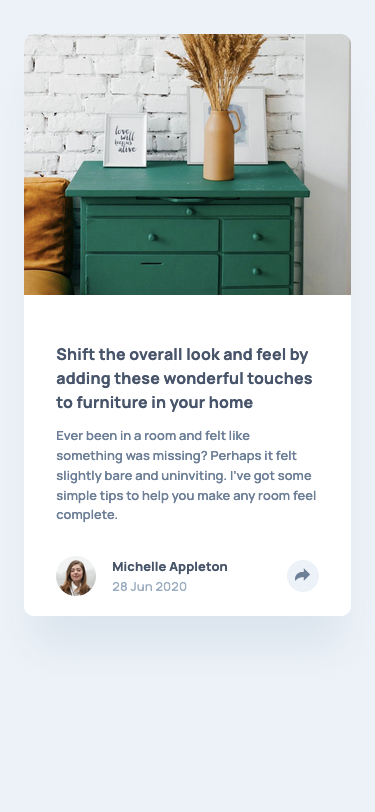 love
will
begins
alive
Shift the overall look and feel by
adding these wonderful touches
to furniture in your home
Ever been in a room and felt like
something was missing? Perhaps it felt
slightly bare and uninviting. I've got some
simple tips to help you make any room feel
complete.
Michelle Appleton
28 Jun 2020